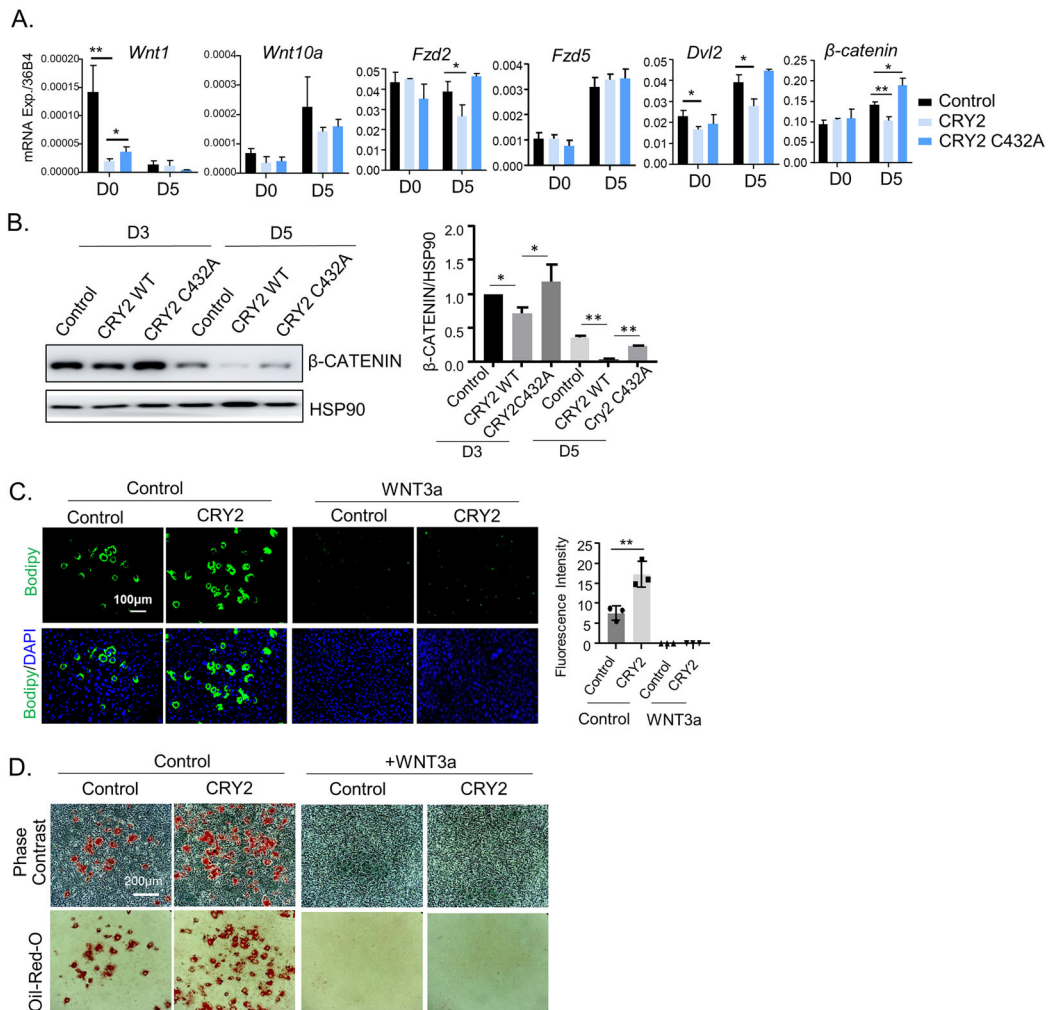 A.
Wnt1
Wnt10a
Fzd2
Fzd5
Dvl2
β-catenin
mRNA Exp./36B4
0.00020
0.00015
0.00010
0.00005
0.00000
**
*
D0 D5
0.00020
0.00015
0.00010
0.00005
0.00000
D0 D5
0.05
0.04
0.03
0.02
0.01
0.00
*
D0 D5
0.005
0.004
0.003
0.002
0.001
0.000
D0 D5
0.05
0.04
0.03
0.02
0.01
0.00
*
*
D0 D5
0.25
0.20
0.15
0.10
0.05
0.00
*
**
D0 D5
Control
CRY2
CRY2 C432A
B.
D3 D5
Control
CRY2 WT
CRY2 C432A
Control
CRY2 WT
CRY2 C432A
β-CATENIN
HSP90
β-CATENIN/HSP90
2.0
1.5
1.0
0.5
0.0
*
*
**
**
Control
CRY2 WT
CRY2C432A
Control
CRY2 WT
Cry2 C432A
D3 D5
C.
Control WNT3a
Control CRY2 Control CRY2
Bodipy
100μm
Bodipy/DAPI
Fluorescence Intensity
25
20
15
10
5
0
**
Control
CRY2
Control
CRY2
Control WNT3a
D.
Control +WNT3a
Control CRY2 Control CRY2
Phase
Contrast
200μm
Oil-Red-O